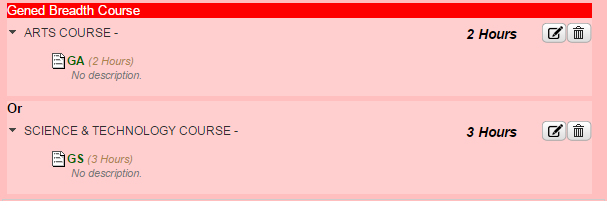 Gened Breadth Course
ARTS COURSE - 2 Hours
GA (2 Hours)
No description.
Or
SCIENCE & TECHNOLOGY COURSE - 3 Hours
GS (3 Hours)
No description.